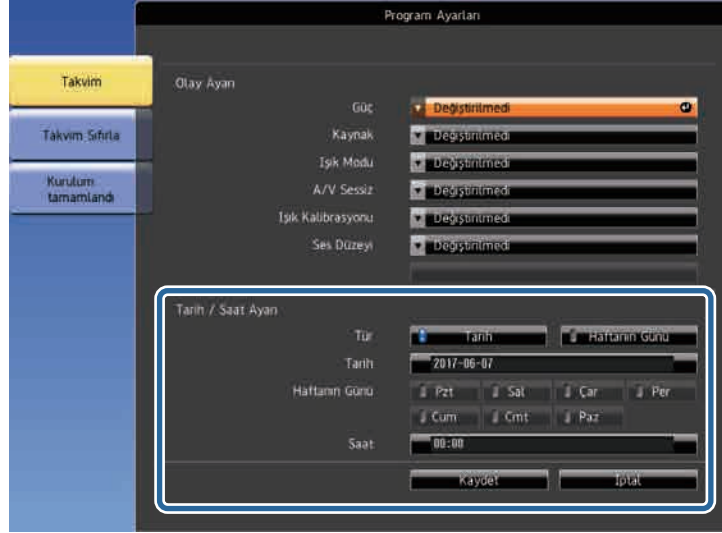 Program Ayarları
Takvim
Takvim Sıfırla
Kurulum
tamamlandı
Olay Ayarı
Güç Değiştirilmedi
Kaynak Değiştirilmedi
Işık Modu Değiştirilmedi
A/V Sessiz Değiştirilmedi
Işık Kalibrasyonu Değiştirilmedi
Ses Düzeyi Değiştirilmedi
Tarih / Saat Ayarı
Tür Tarih Haftanın Günü
Tarih 2017-06-07
Haftanın Günü Pzt Sal Çar Per
Cum Cmt Paz
Saat 00:00
Kaydet İptal